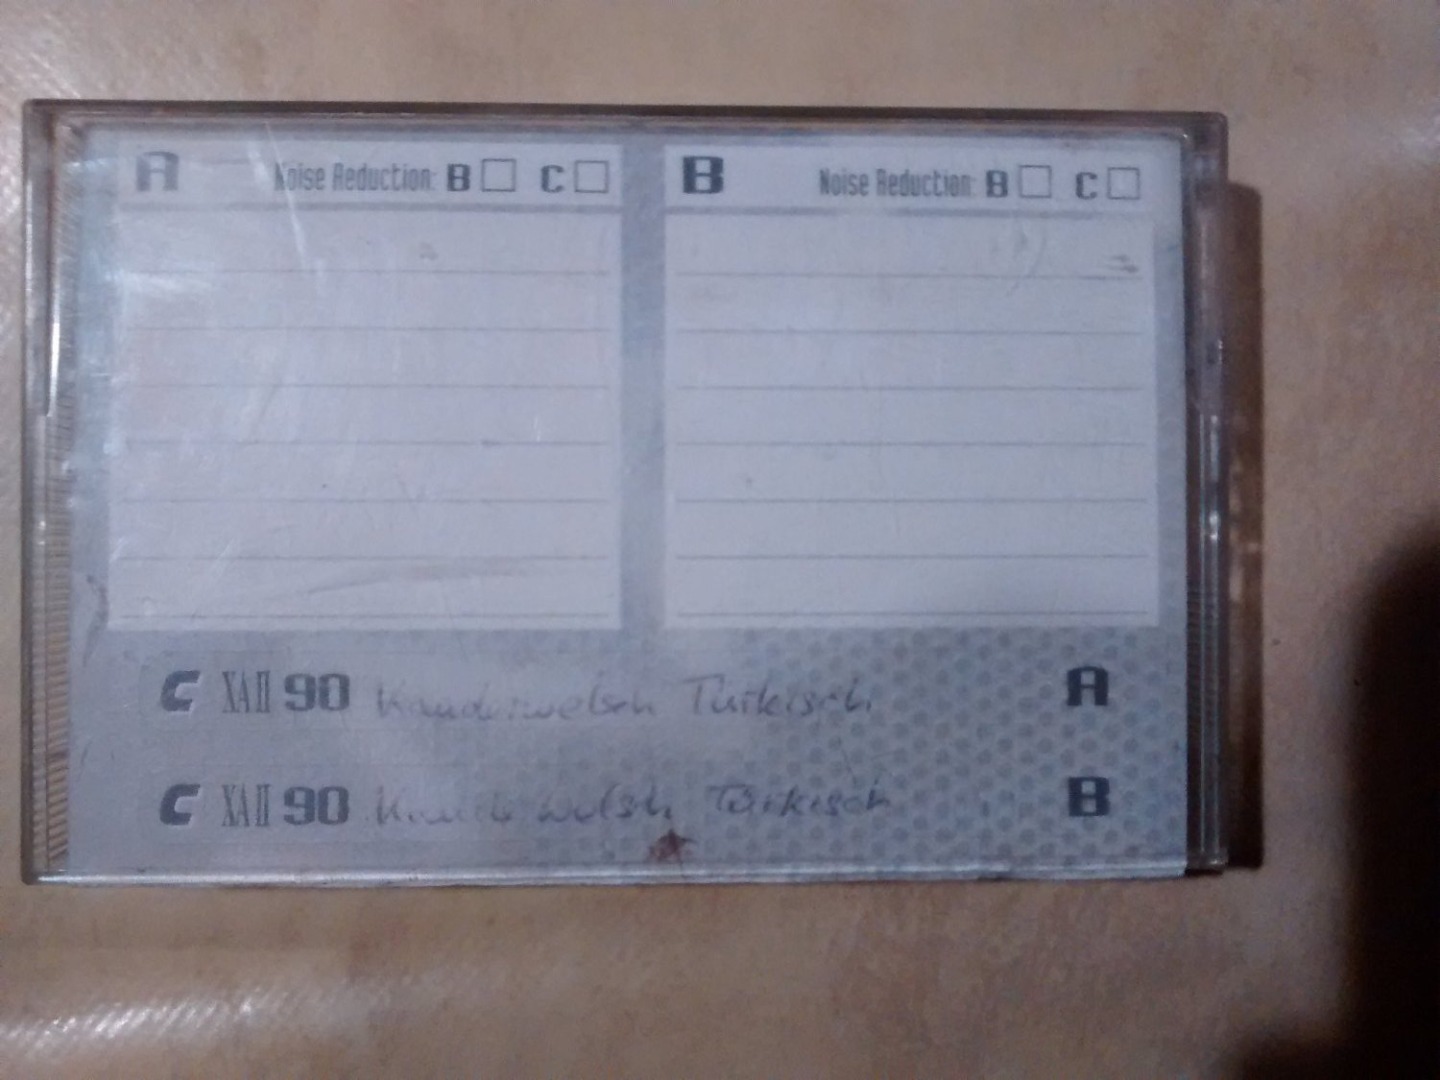 A Noise Reduction: B C
B Noise Reduction: B C
C XAII 90 Kauderwelsch Türkisch A
C XAII 90 Kauderwelsch Türkisch B